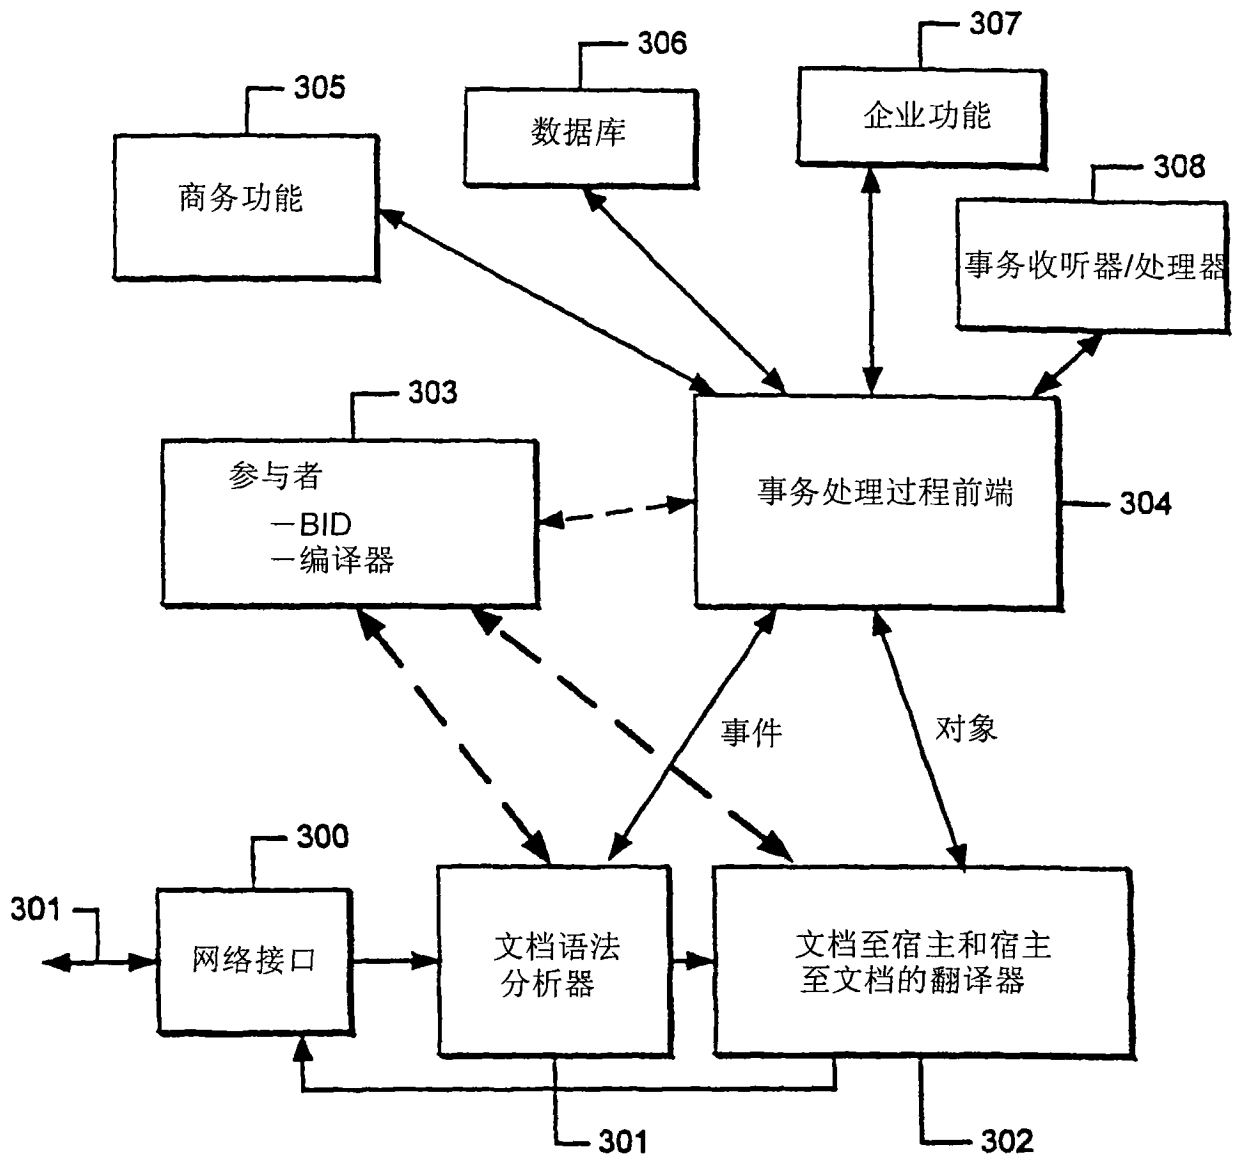 307
306
305
企业功能
数据库
308
商务功能
事务收听器/处理器
303
参与者
事务处理过程前端
304
－BID
－编译器
事件
对象
300
301
网络接口
文档语法
分析器
文档至宿主和宿主
至文档的翻译器
301
302